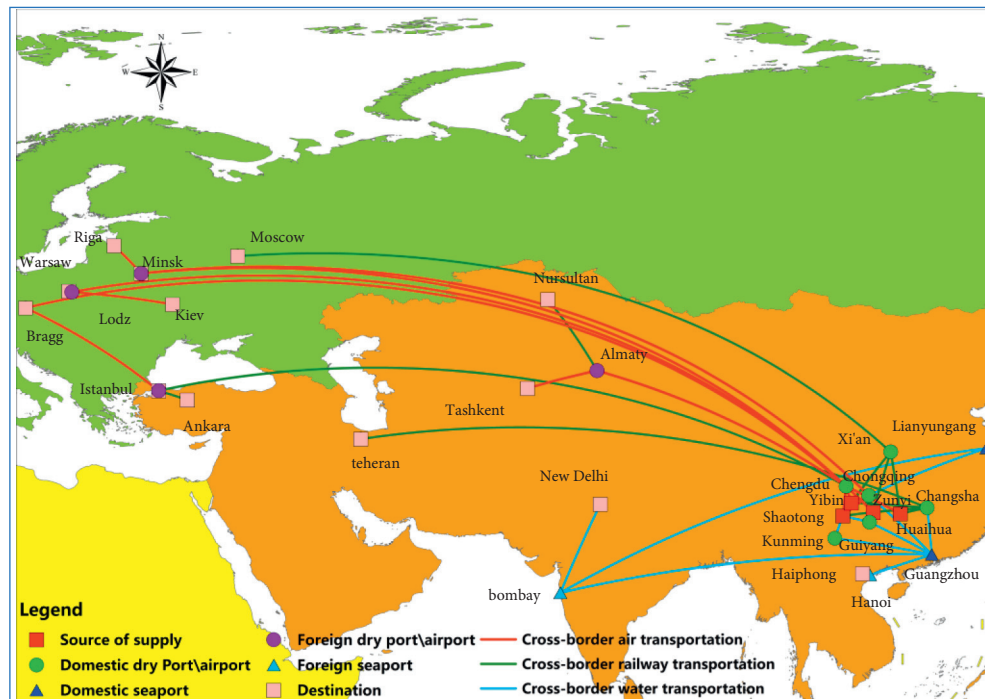 N
W E
S
Riga
Moscow
Warsaw
Minsk
Nursultan
Lodz
Kiev
Bragg
Almaty
Istanbul
Tashkent
Ankara
Lianyungang
Xi'an
teheran
New Delhi
Chengdu
Chongqing
Yibin
Zunyi
Changsha
Shaotong
Huaihua
Kunming
Guiyang
Haiphong
Guangzhou
bombay
Hanoi
Legend
Source of supply
Foreign dry port\airport
Cross-border air transportation
Domestic dry Port\airport
Foreign seaport
Cross-border railway transportation
Domestic seaport
Destination
Cross-border water transportation